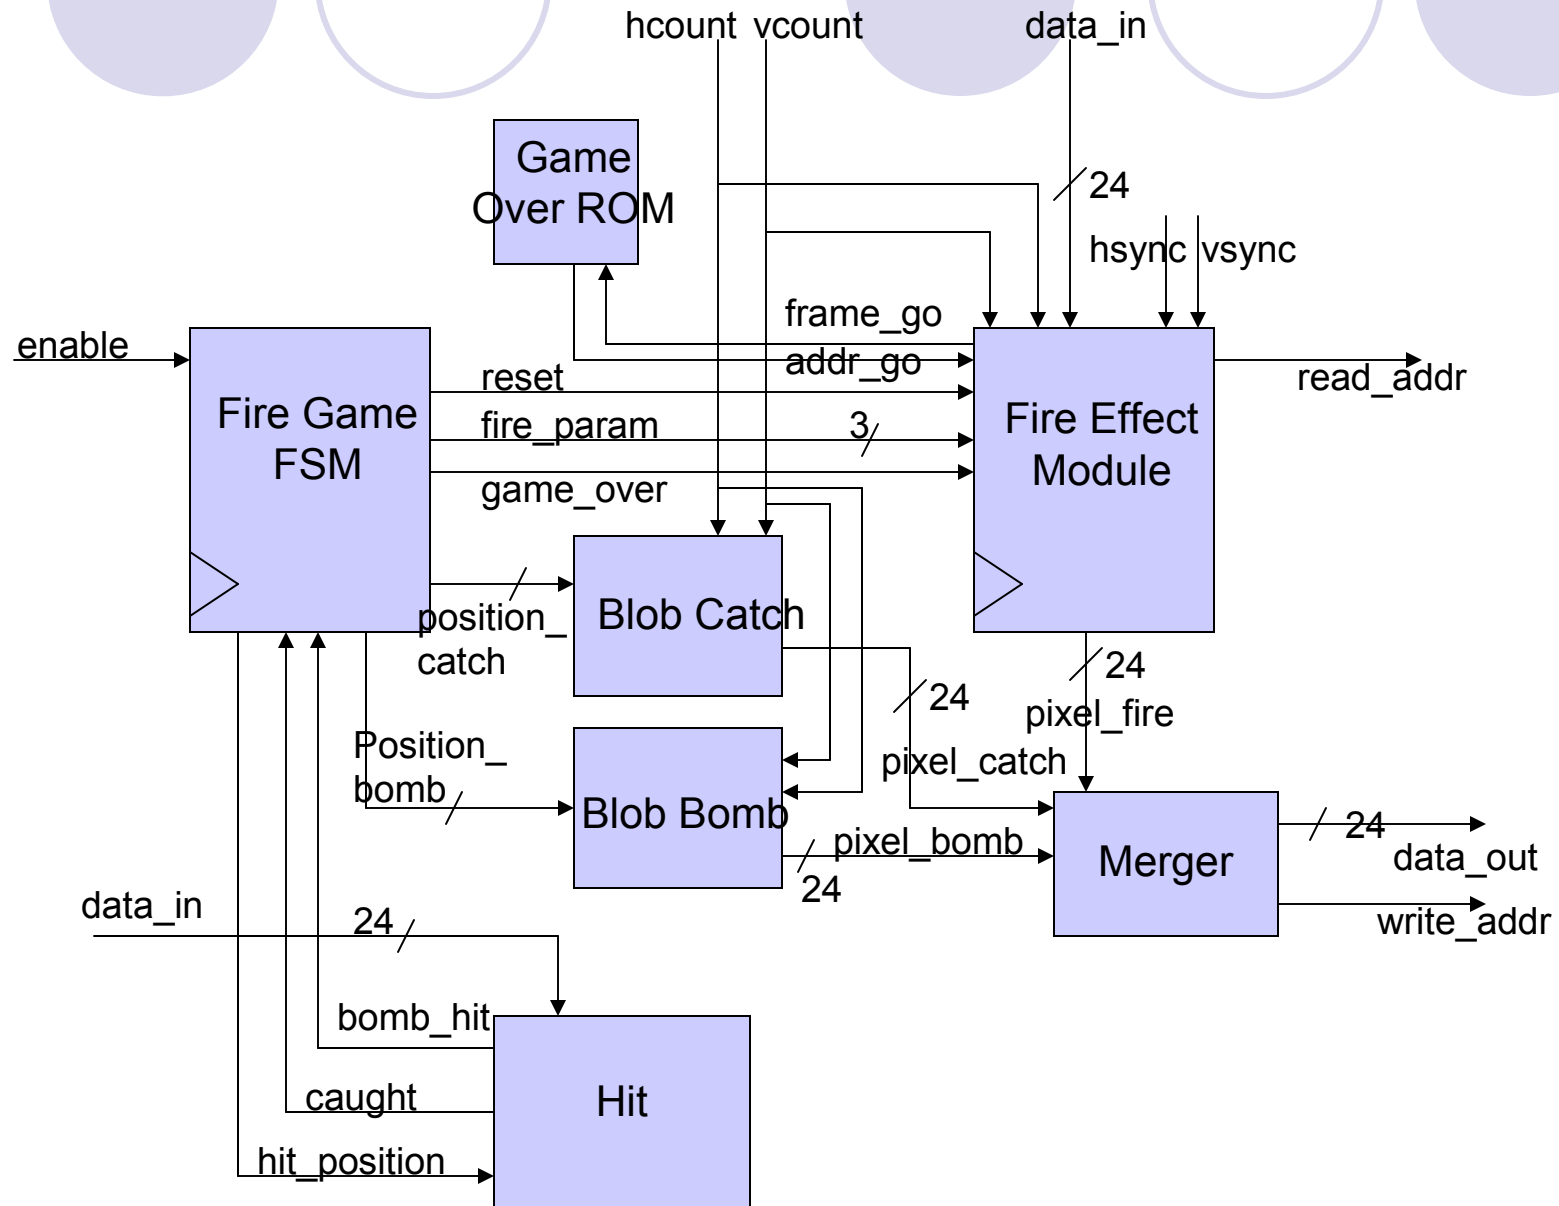 hcount vcount
data_in
Game
Over ROM
24
hsync vsync
frame_go
enable
addr_go
read_addr
reset
Fire Game
FSM
fire_param
3
Fire Effect
Module
game_over
position_
catch
Blob Catch
24
24
pixel_fire
Position_
bomb
pixel_catch
Blob Bomb
pixel_bomb
24
Merger
24
data_out
write_addr
data_in
24
bomb_hit
caught
Hit
hit_position